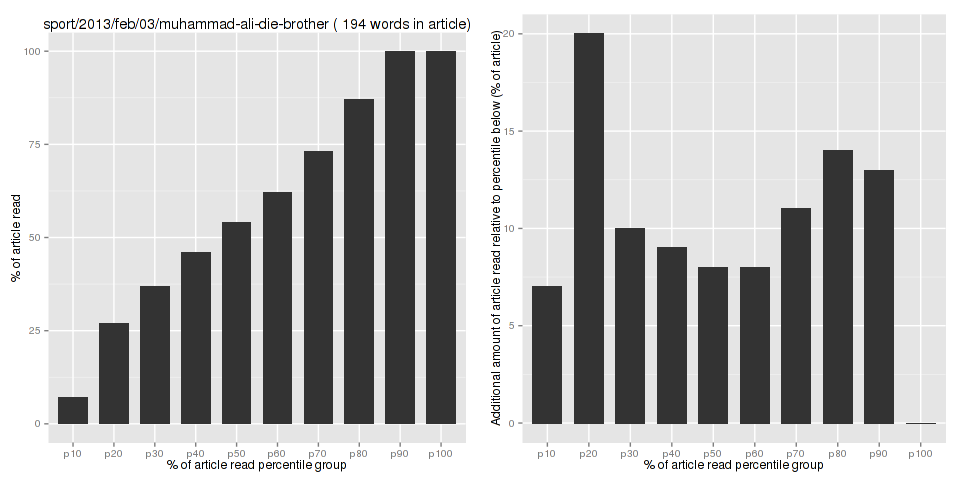 sport/2013/feb/03/muhammad-ali-die-brother ( 194 words in article)
% of article read
100
75
50
25
0
p10 p20 p30 p40 p50 p60 p70 p80 p90 p100
% of article read percentile group
Additional amount of article read relative to percentile below (% of article)
20
15
10
5
0
p10 p20 p30 p40 p50 p60 p70 p80 p90 p100
% of article read percentile group